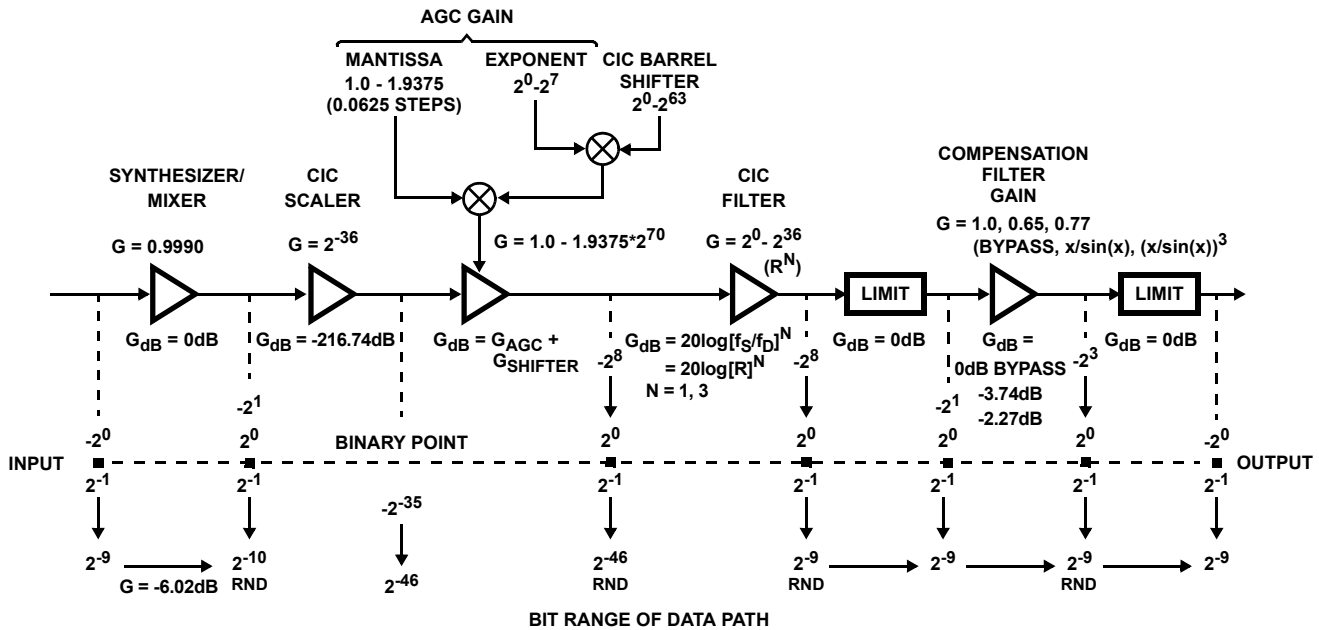 AGC GAIN
MANTISSA
1.0 - 1.9375
(0.0625 STEPS)
EXPONENT
2^0-2^7
CIC BARREL
SHIFTER
2^0-2^63
SYNTHESIZER/
MIXER
G = 0.9990
G_dB = 0dB
CIC
SCALER
G = 2^-36
G_dB = -216.74dB
G = 1.0 - 1.9375*2^70
G_dB = G_AGC +
G_SHIFTER
CIC
FILTER
G = 2^0 - 2^36
(R^N)
G_dB = 20log[f_S/f_D]^N
= 20log[R]^N
N = 1, 3
LIMIT
G_dB = 0dB
COMPENSATION
FILTER
GAIN
G = 1.0, 0.65, 0.77
(BYPASS, x/sin(x), (x/sin(x))^3
G_dB =
0dB BYPASS
-3.74dB
-2.27dB
LIMIT
G_dB = 0dB
-2^8
-2^8
-2^3
-2^1
-2^1
INPUT
-2^0
2^0
BINARY POINT
2^0
2^0
2^0
2^0
-2^0
OUTPUT
2^-1
2^-1
2^-1
2^-1
2^-1
2^-1
2^-1
-2^-35
2^-9
G = -6.02dB
2^-10
RND
2^-46
2^-46
RND
2^-9
RND
2^-9
2^-9
RND
2^-9
BIT RANGE OF DATA PATH